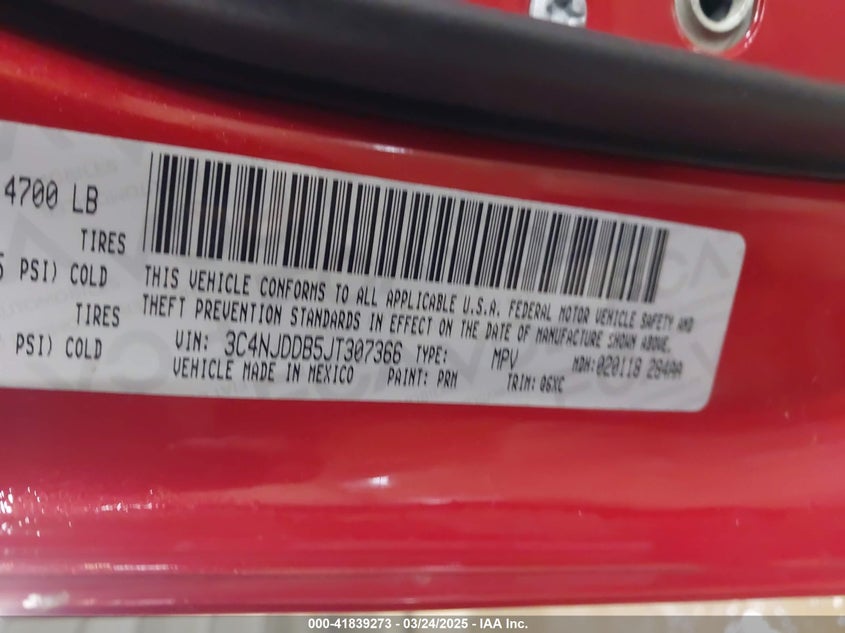 4700 LB
TIRES
PSI) COLD
TIRES
PSI) COLD
THIS VEHICLE CONFORMS TO ALL APPLICABLE U.S.A. FEDERAL MOTOR VEHICLE SAFETY AND
THEFT PREVENTION STANDARDS IN EFFECT ON THE DATE OF MANUFACTURE SHOWN ABOVE.
VIN: 3C4NJDDB5JT307366 TYPE: MPV MDH:020118 284AA
VEHICLE MADE IN MEXICO PAINT: PRM TRIM: Q6XC
000-41839273 - 03/24/2025 - IAA Inc.